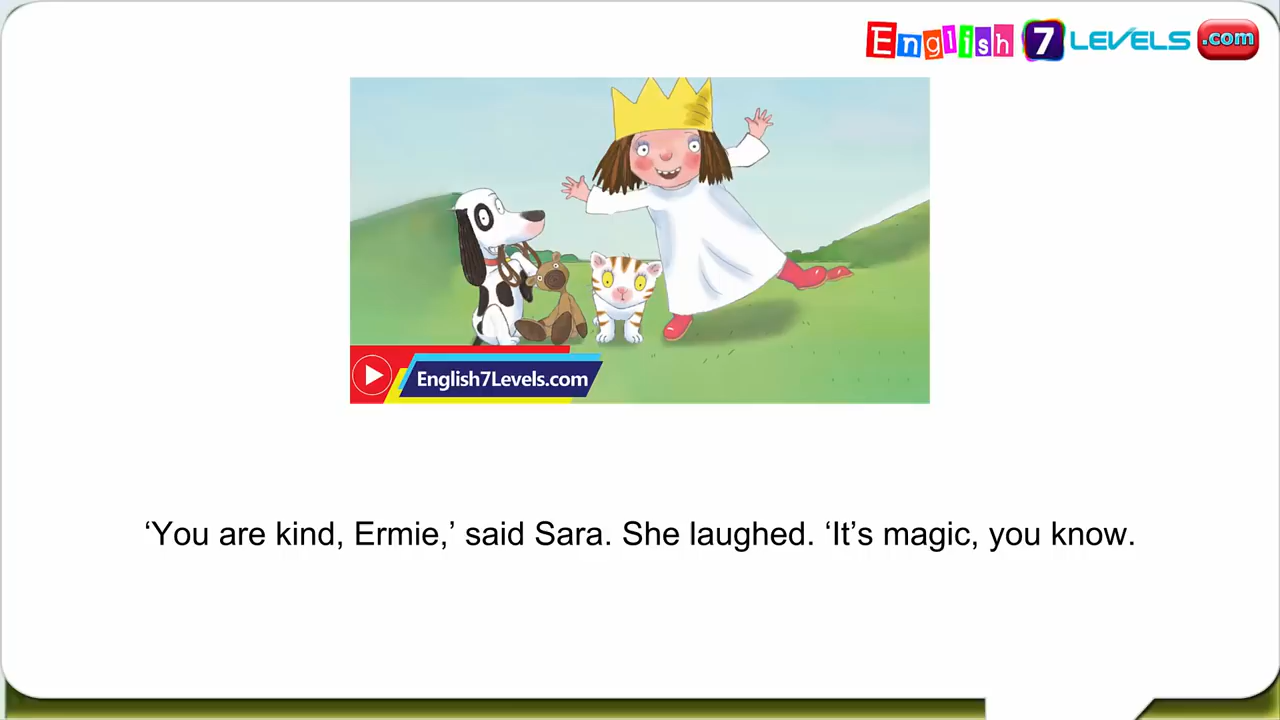 English 7 LEVELS .com
English7Levels.com
‘You are kind, Ermie,’ said Sara. She laughed. ‘It’s magic, you know.